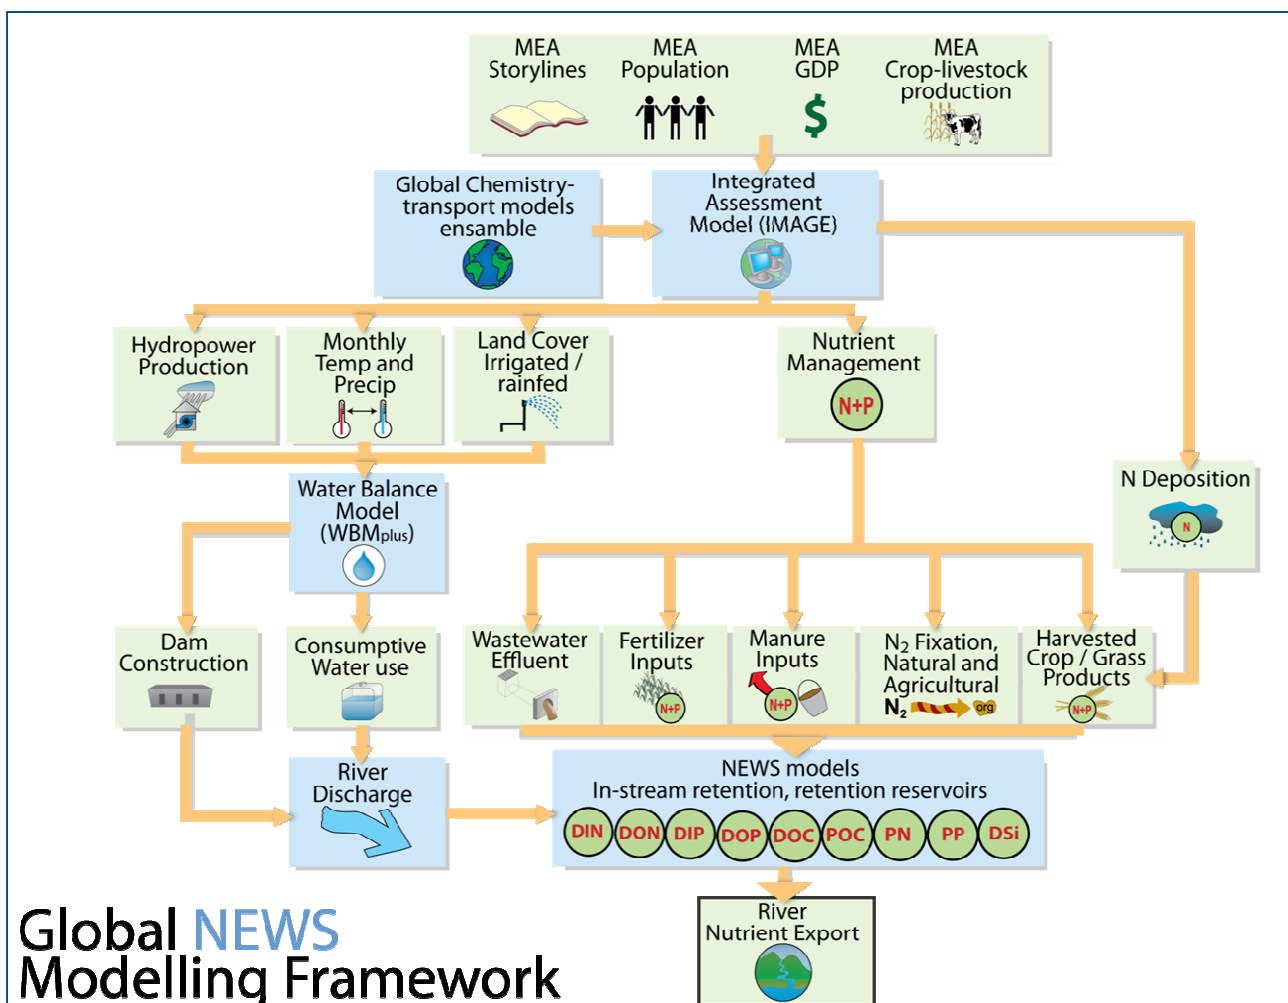 MEA
Storylines
MEA
Population
MEA
GDP
$
MEA
Crop-livestock
production
Global Chemistry-
transport models
ensamble
Integrated
Assessment
Model (IMAGE)
Hydropower
Production
Monthly
Temp and
Precip
Land Cover
Irrigated /
rainfed
Nutrient
Management
N+P
N Deposition
N
Water Balance
Model
(WBMplus)
Dam
Construction
Consumptive
Water use
Wastewater
Effluent
Fertilizer
Inputs
N+P
Manure
Inputs
N+P
N2 Fixation,
Natural and
Agricultural
N2
org
Harvested
Crop / Grass
Products
N+P
River
Discharge
NEWS models
In-stream retention, retention reservoirs
DIN DON DIP DOP DOC POC PN PP DSi
River
Nutrient Export
Global NEWS
Modelling Framework